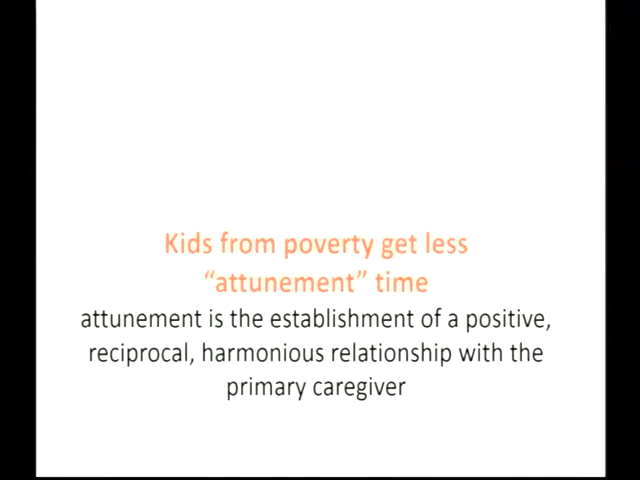 Kids from poverty get less
“attunement” time
attunement is the establishment of a positive,
reciprocal, harmonious relationship with the
primary caregiver